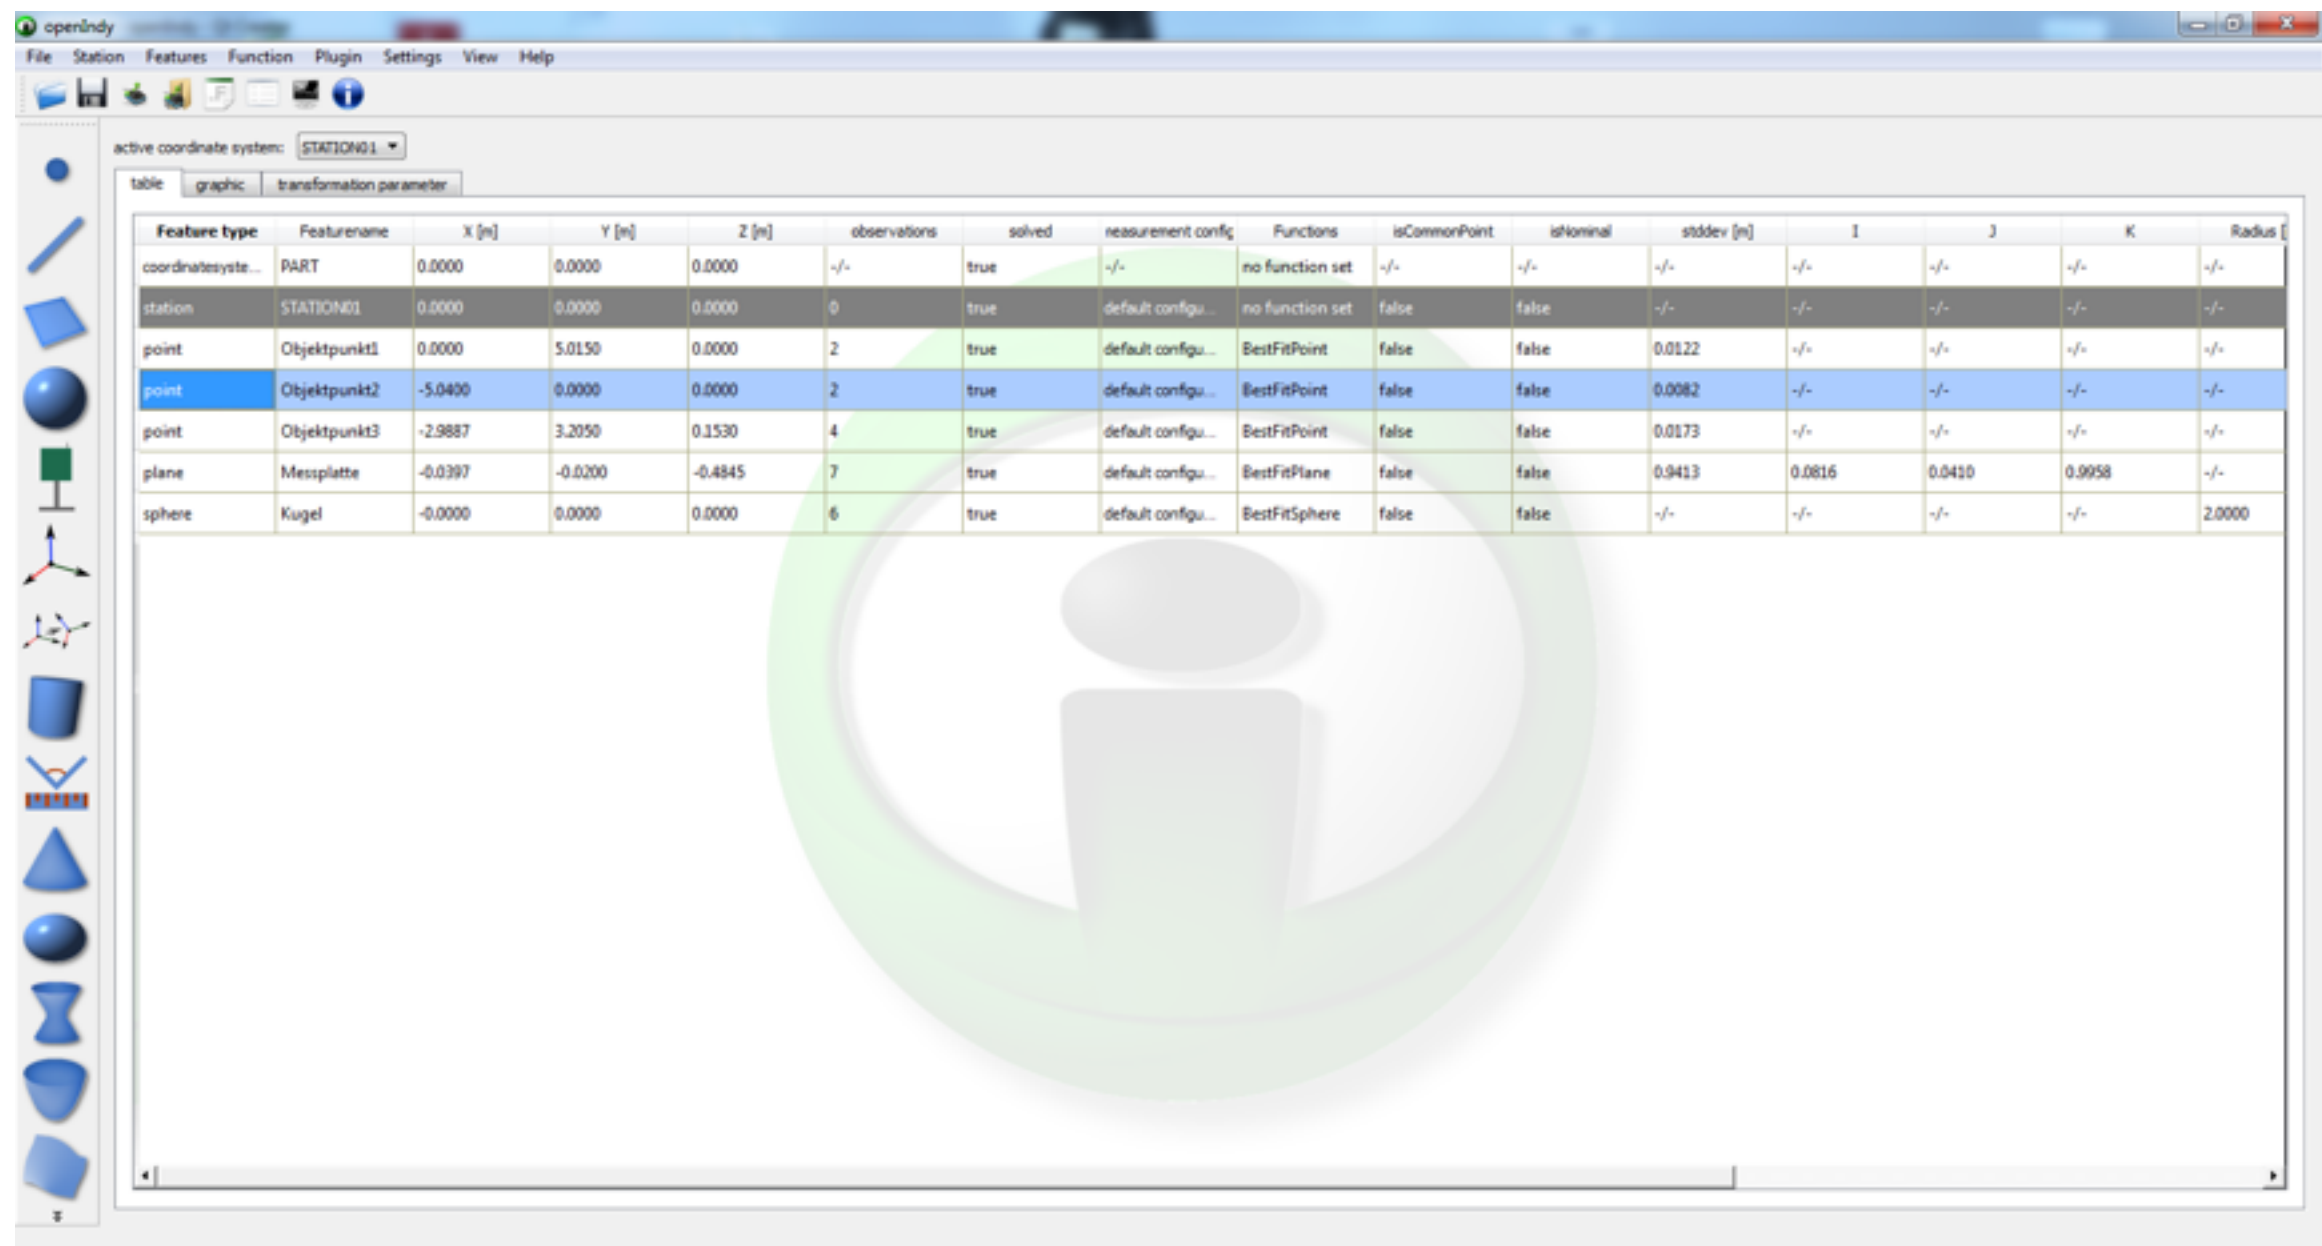 openIndy
File Station Features Function Plugin Settings View Help
active coordinate system: STATION01
table graphic transformation parameter
Feature type Featurename X [m] Y [m] Z [m] observations solved neasurement config Functions isCommonPoint isNominal stddev [m] I J K Radius [
coordinatesyste... PART 0.0000 0.0000 0.0000 -/- true -/- no function set -/- -/- -/- -/- -/- -/- -/-
station STATION01 0.0000 0.0000 0.0000 0 true default configu... no function set false false -/- -/- -/- -/- -/-
point Objektpunkt1 0.0000 5.0150 0.0000 2 true default configu... BestFitPoint false false 0.0122 -/- -/- -/- -/-
point Objektpunkt2 -5.0400 0.0000 0.0000 2 true default configu... BestFitPoint false false 0.0082 -/- -/- -/- -/-
point Objektpunkt3 -2.9887 3.2050 0.1530 4 true default configu... BestFitPoint false false 0.0173 -/- -/- -/- -/-
plane Messplatte -0.0397 -0.0200 -0.4845 7 true default configu... BestFitPlane false false 0.9413 0.0816 0.0410 0.9958 -/-
sphere Kugel -0.0000 0.0000 0.0000 6 true default configu... BestFitSphere false false -/- -/- -/- -/- 2.0000